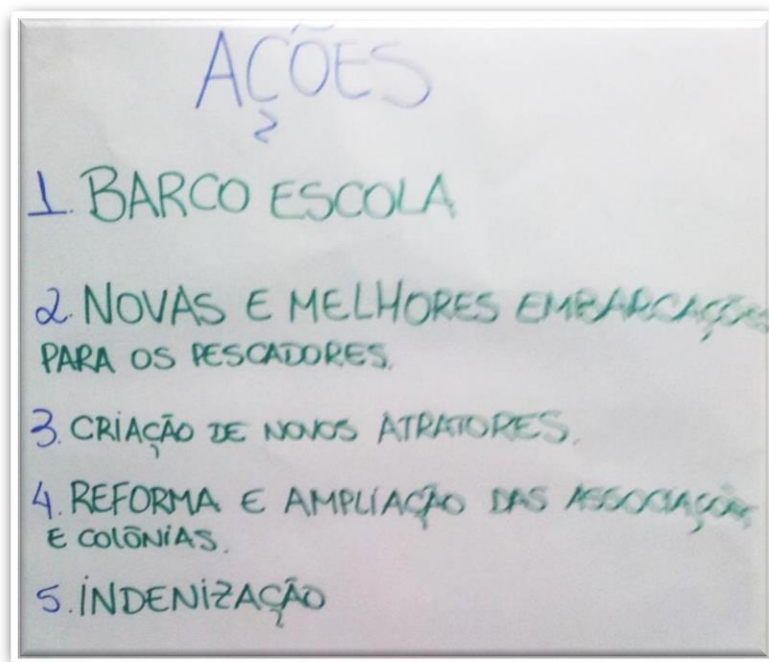 AÇÕES
1. BARCO ESCOLA
2. NOVAS E MELHORES EMBARCAÇÕES
PARA OS PESCADORES.
3. CRIAÇÃO DE NOVOS ATRATORES.
4. REFORMA E AMPLIAÇÃO DAS ASSOCIAÇÕES
E COLÔNIAS.
5. INDENIZAÇÃO